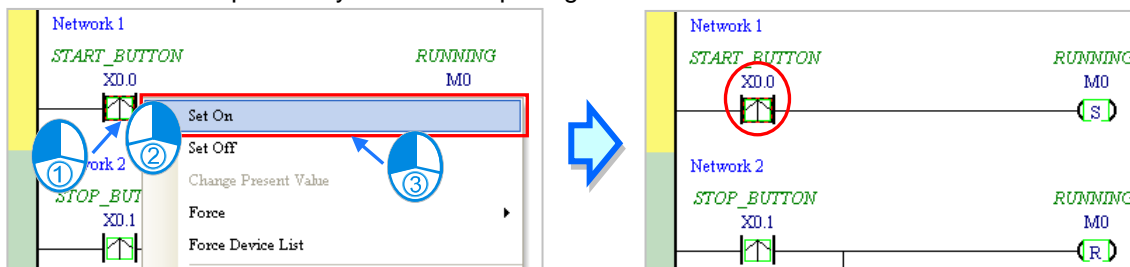 Network 1
START_BUTTON RUNNING
X0.0 M0
Set On
Set Off
Change Present Value
Force
Force Device List
① ② ③
work 2
STOP_BUT
X0.1
Network 1
START_BUTTON RUNNING
X0.0 M0
S
Network 2
STOP_BUTTON RUNNING
X0.1 M0
R